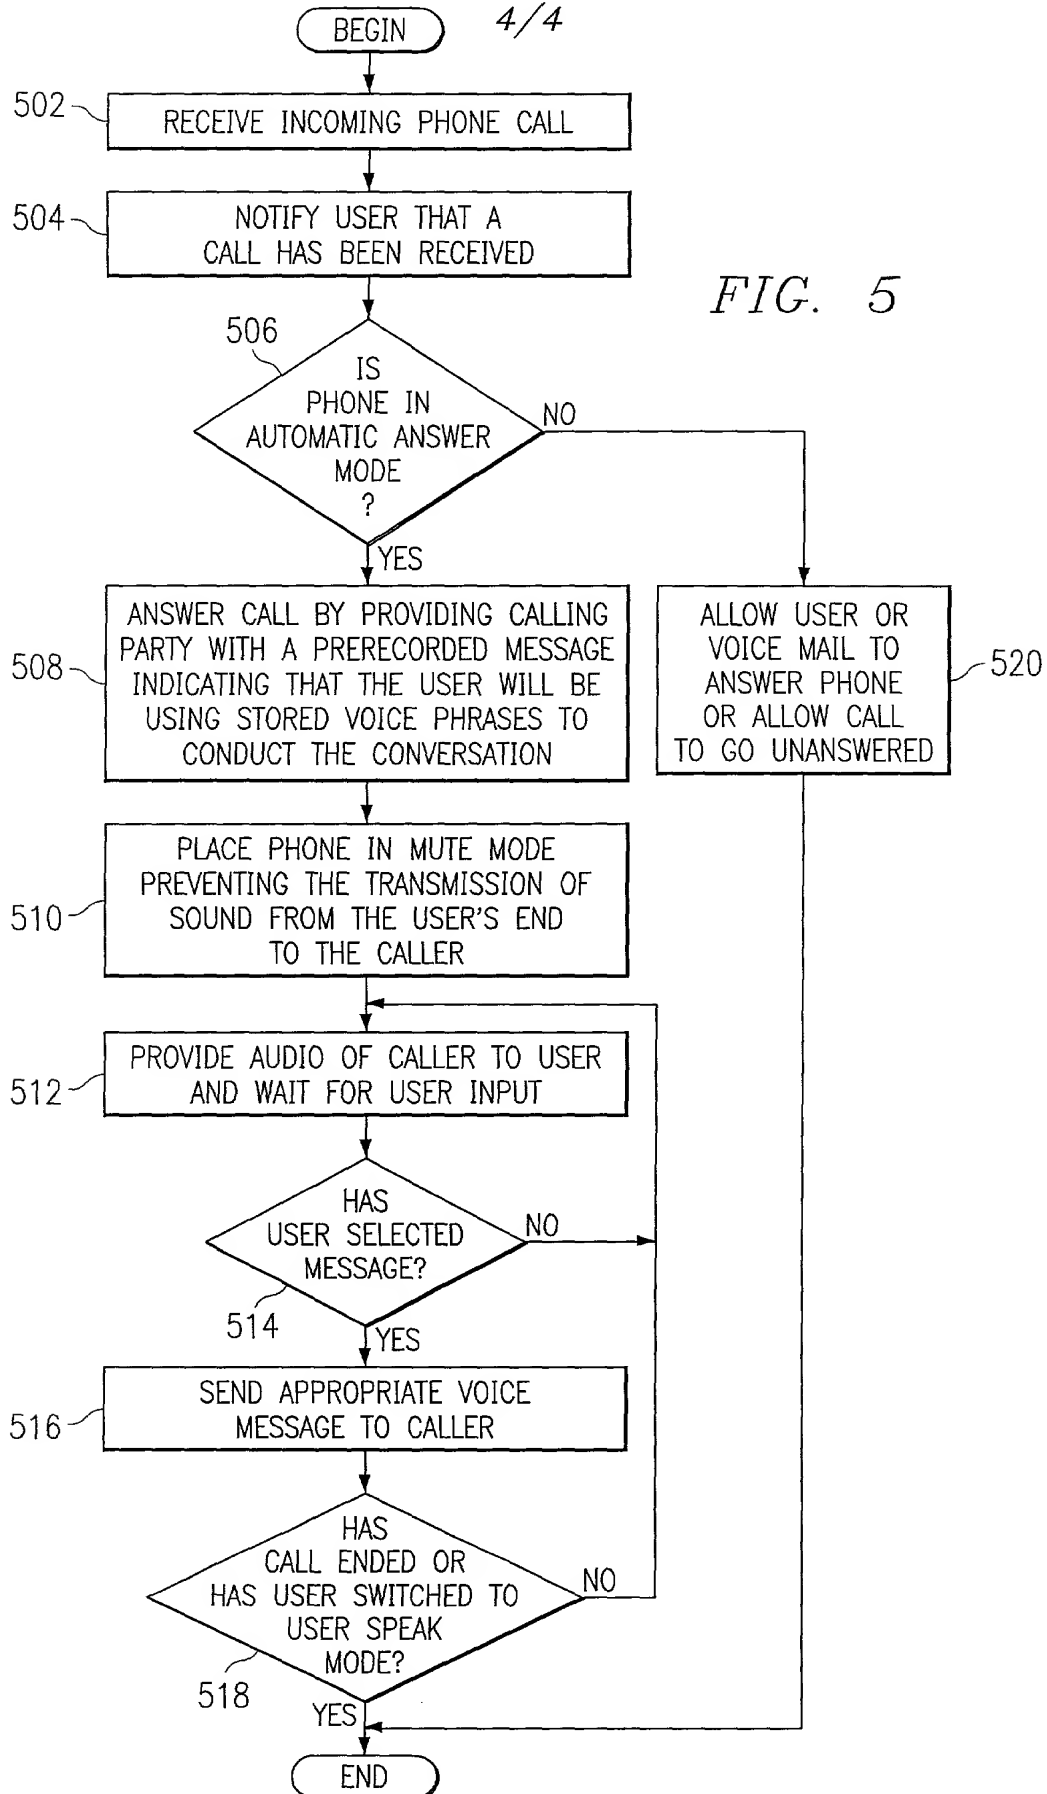 BEGIN
4/4
502
RECEIVE INCOMING PHONE CALL
504
NOTIFY USER THAT A
CALL HAS BEEN RECEIVED
FIG. 5
506
IS
PHONE IN
AUTOMATIC ANSWER
MODE
?
NO
YES
508
ANSWER CALL BY PROVIDING CALLING
PARTY WITH A PRERECORDED MESSAGE
INDICATING THAT THE USER WILL BE
USING STORED VOICE PHRASES TO
CONDUCT THE CONVERSATION
ALLOW USER OR
VOICE MAIL TO
ANSWER PHONE
OR ALLOW CALL
TO GO UNANSWERED
520
510
PLACE PHONE IN MUTE MODE
PREVENTING THE TRANSMISSION OF
SOUND FROM THE USER'S END
TO THE CALLER
512
PROVIDE AUDIO OF CALLER TO USER
AND WAIT FOR USER INPUT
HAS
USER SELECTED
MESSAGE?
NO
514
YES
516
SEND APPROPRIATE VOICE
MESSAGE TO CALLER
HAS
CALL ENDED OR
HAS USER SWITCHED TO
USER SPEAK
MODE?
NO
518
YES
END